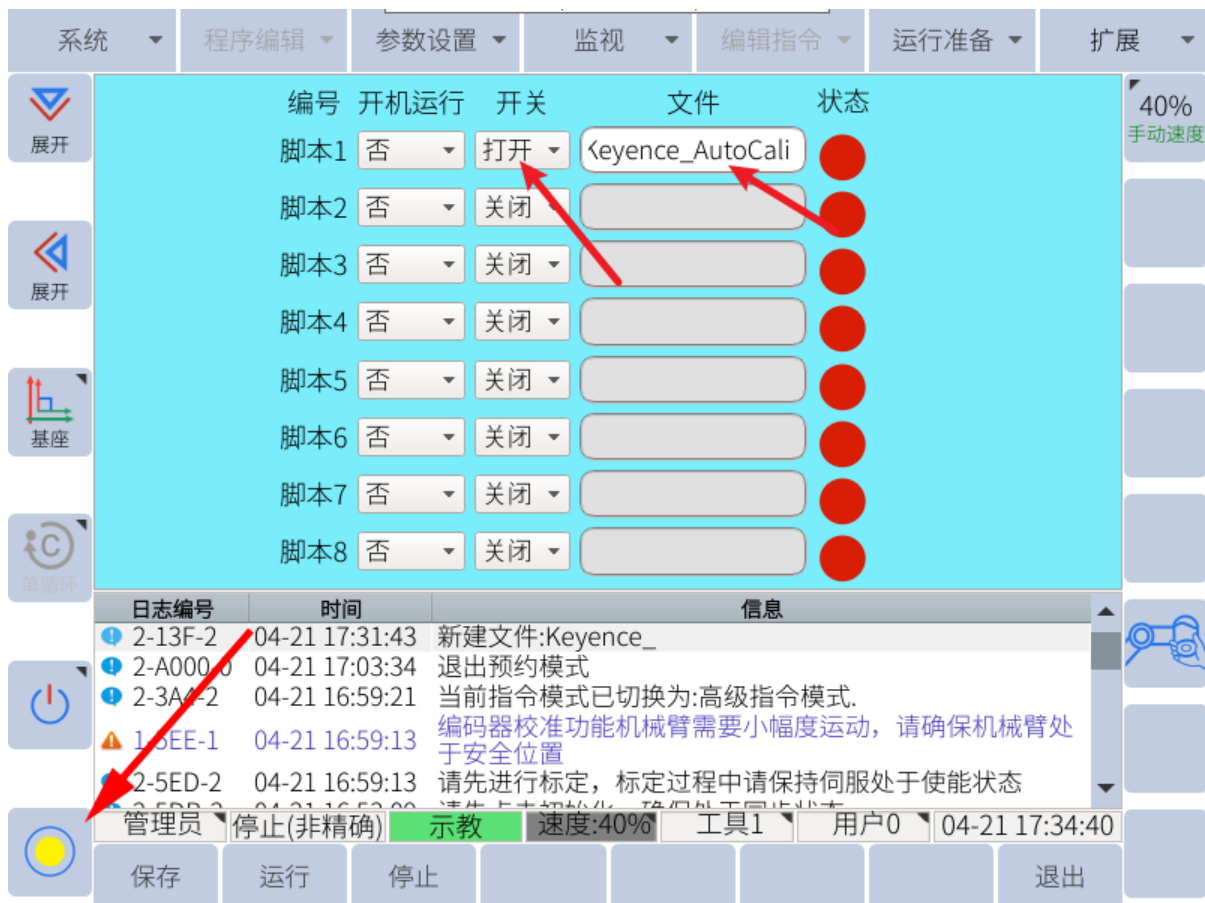 系统 程序编辑 参数设置 监视 编辑指令 运行准备 扩展
展开
展开
基座
单循环
编号 开机运行 开关 文件 状态
脚本1 否 打开 Keyence_AutoCali
脚本2 否 关闭
脚本3 否 关闭
脚本4 否 关闭
脚本5 否 关闭
脚本6 否 关闭
脚本7 否 关闭
脚本8 否 关闭
40%
手动速度
日志编号 时间 信息
2-13F-2 04-21 17:31:43 新建文件:Keyence_
2-A000-0 04-21 17:03:34 退出预约模式
2-3A4-2 04-21 16:59:21 当前指令模式已切换为:高级指令模式.
1-5EE-1 04-21 16:59:13 编码器校准功能机械臂需要小幅度运动，请确保机械臂处
于安全位置
2-5ED-2 04-21 16:59:13 请先进行标定，标定过程中请保持伺服处于使能状态
管理员 停止(非精确) 示教 速度:40% 工具1 用户0 04-21 17:34:40
保存 运行 停止 退出